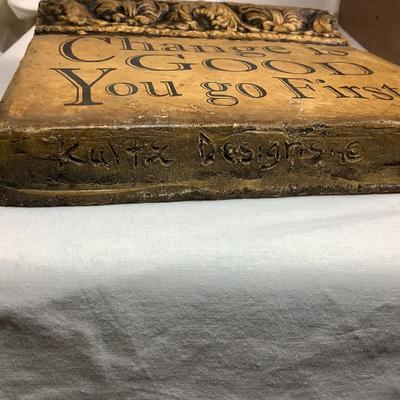 Change is
GOOD
You go First
Kurtz Designs